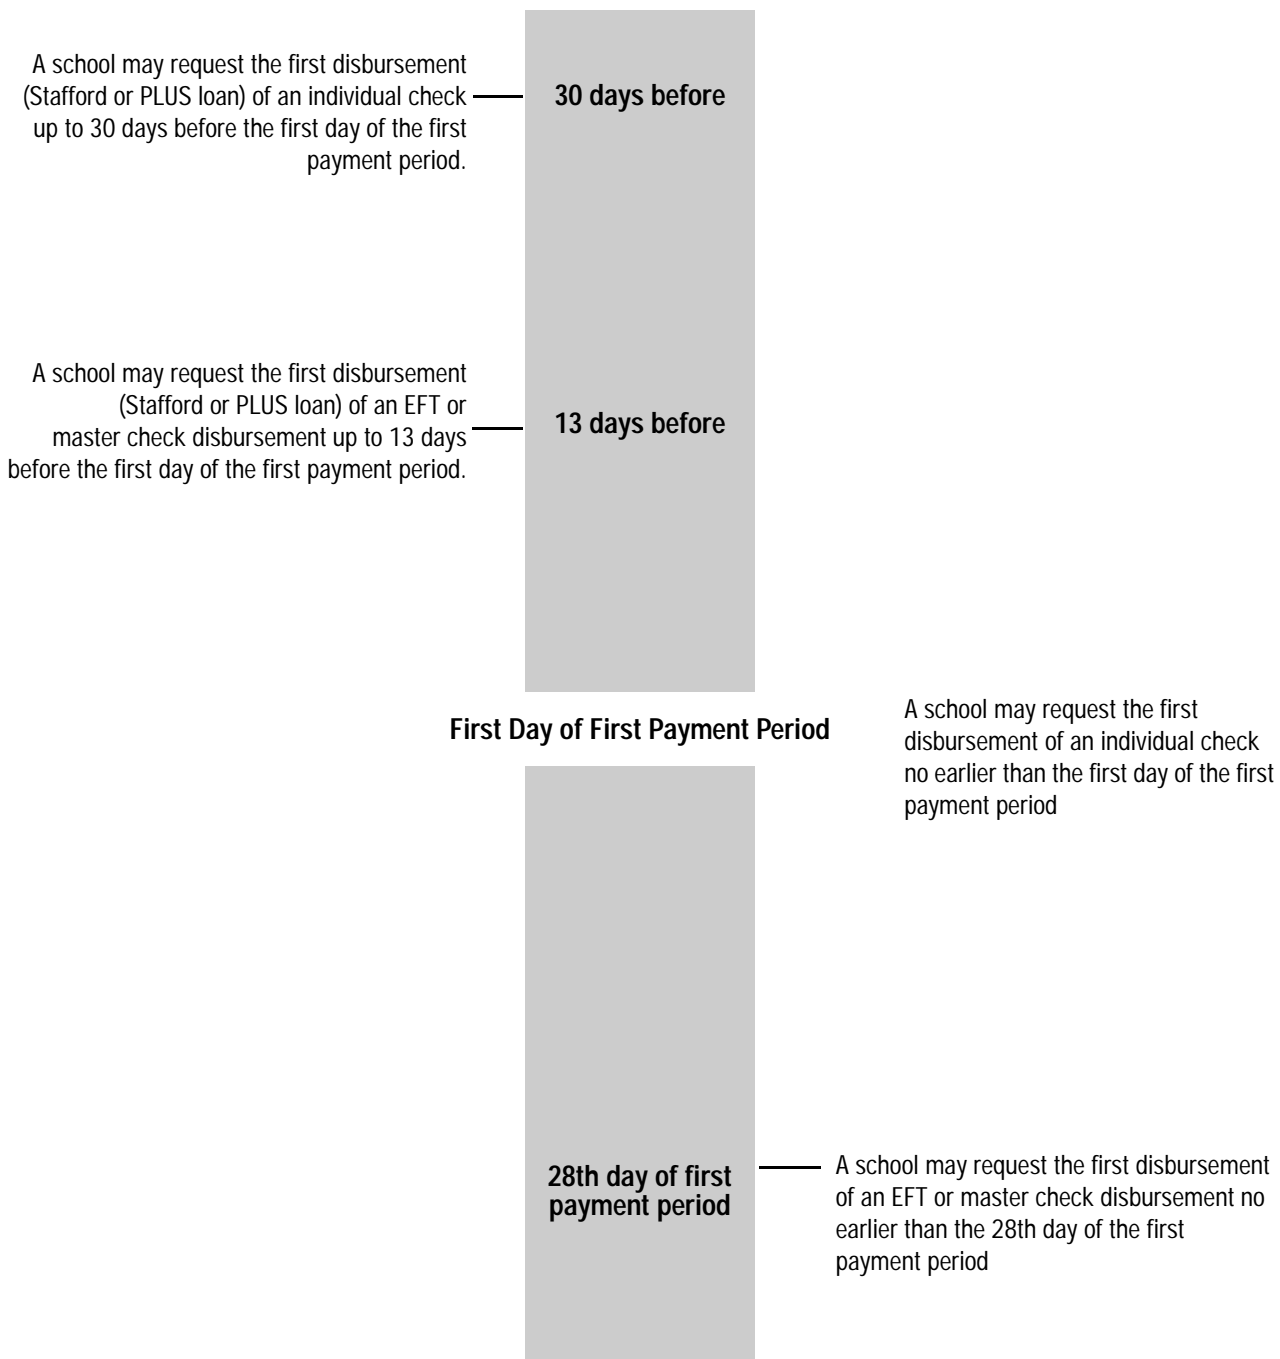 A school may request the first disbursement
(Stafford or PLUS loan) of an individual check
up to 30 days before the first day of the first
payment period.
30 days before
A school may request the first disbursement
(Stafford or PLUS loan) of an EFT or
master check disbursement up to 13 days
before the first day of the first payment period.
13 days before
First Day of First Payment Period
A school may request the first
disbursement of an individual check
no earlier than the first day of the first
payment period
28th day of first
payment period
A school may request the first disbursement
of an EFT or master check disbursement no
earlier than the 28th day of the first
payment period